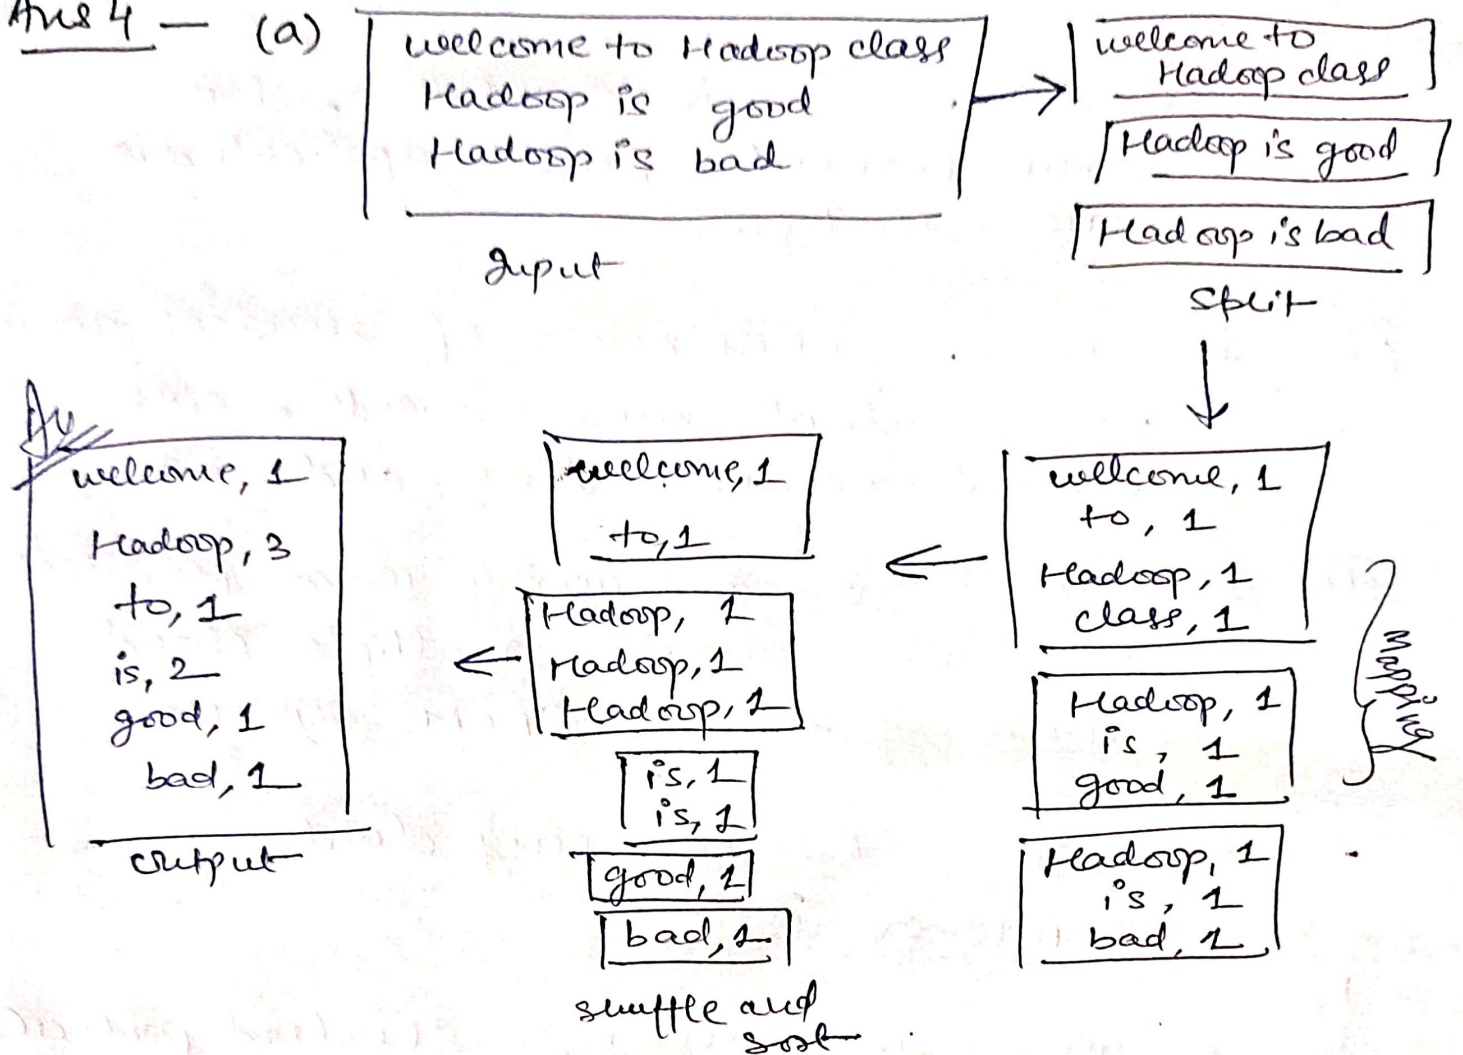 Ans 4 — (a)
welcome to Hadoop class
Hadoop is good
Hadoop is bad
Input
welcome to
Hadoop class
Hadoop is good
Hadoop is bad
Split
welcome, 1
to, 1
Hadoop, 1
class, 1
Hadoop, 1
is, 1
good, 1
Hadoop, 1
is, 1
bad, 1
Mapping
welcome, 1
to, 1
Hadoop, 1
Hadoop, 1
Hadoop, 1
is, 1
is, 1
good, 1
bad, 1
shuffle and
sort
welcome, 1
Hadoop, 3
to, 1
is, 2
good, 1
bad, 1
output